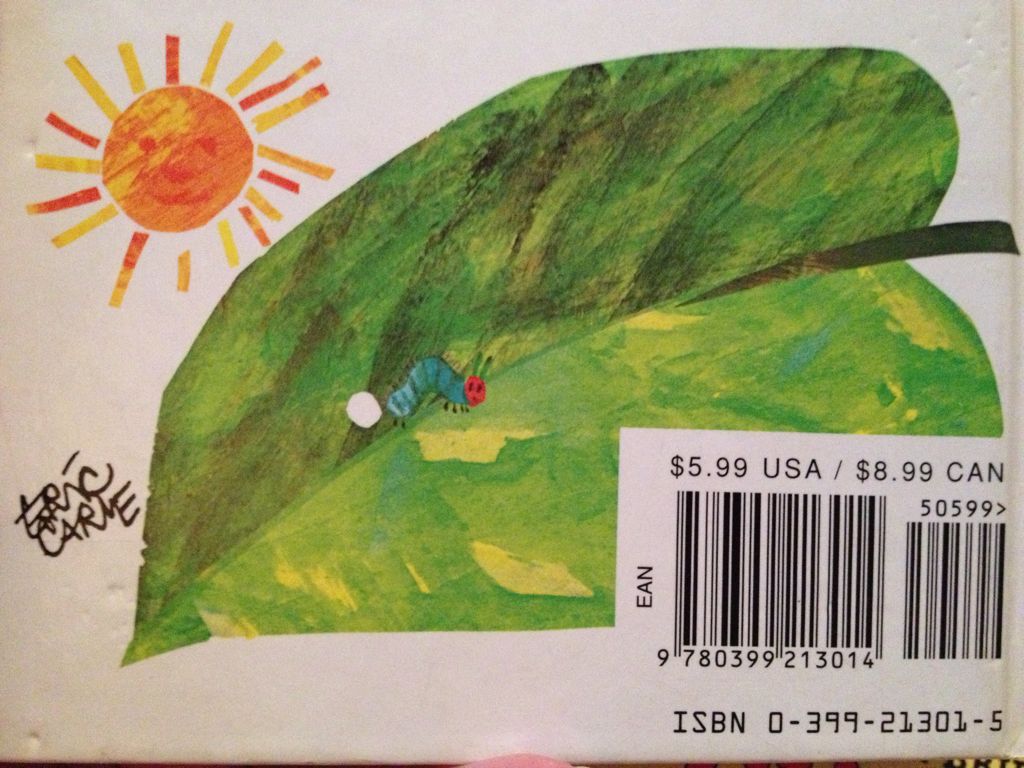 ERIC
CARLE
$5.99 USA / $8.99 CAN
50599>
EAN
9 780399 213014
ISBN 0-399-21301-5